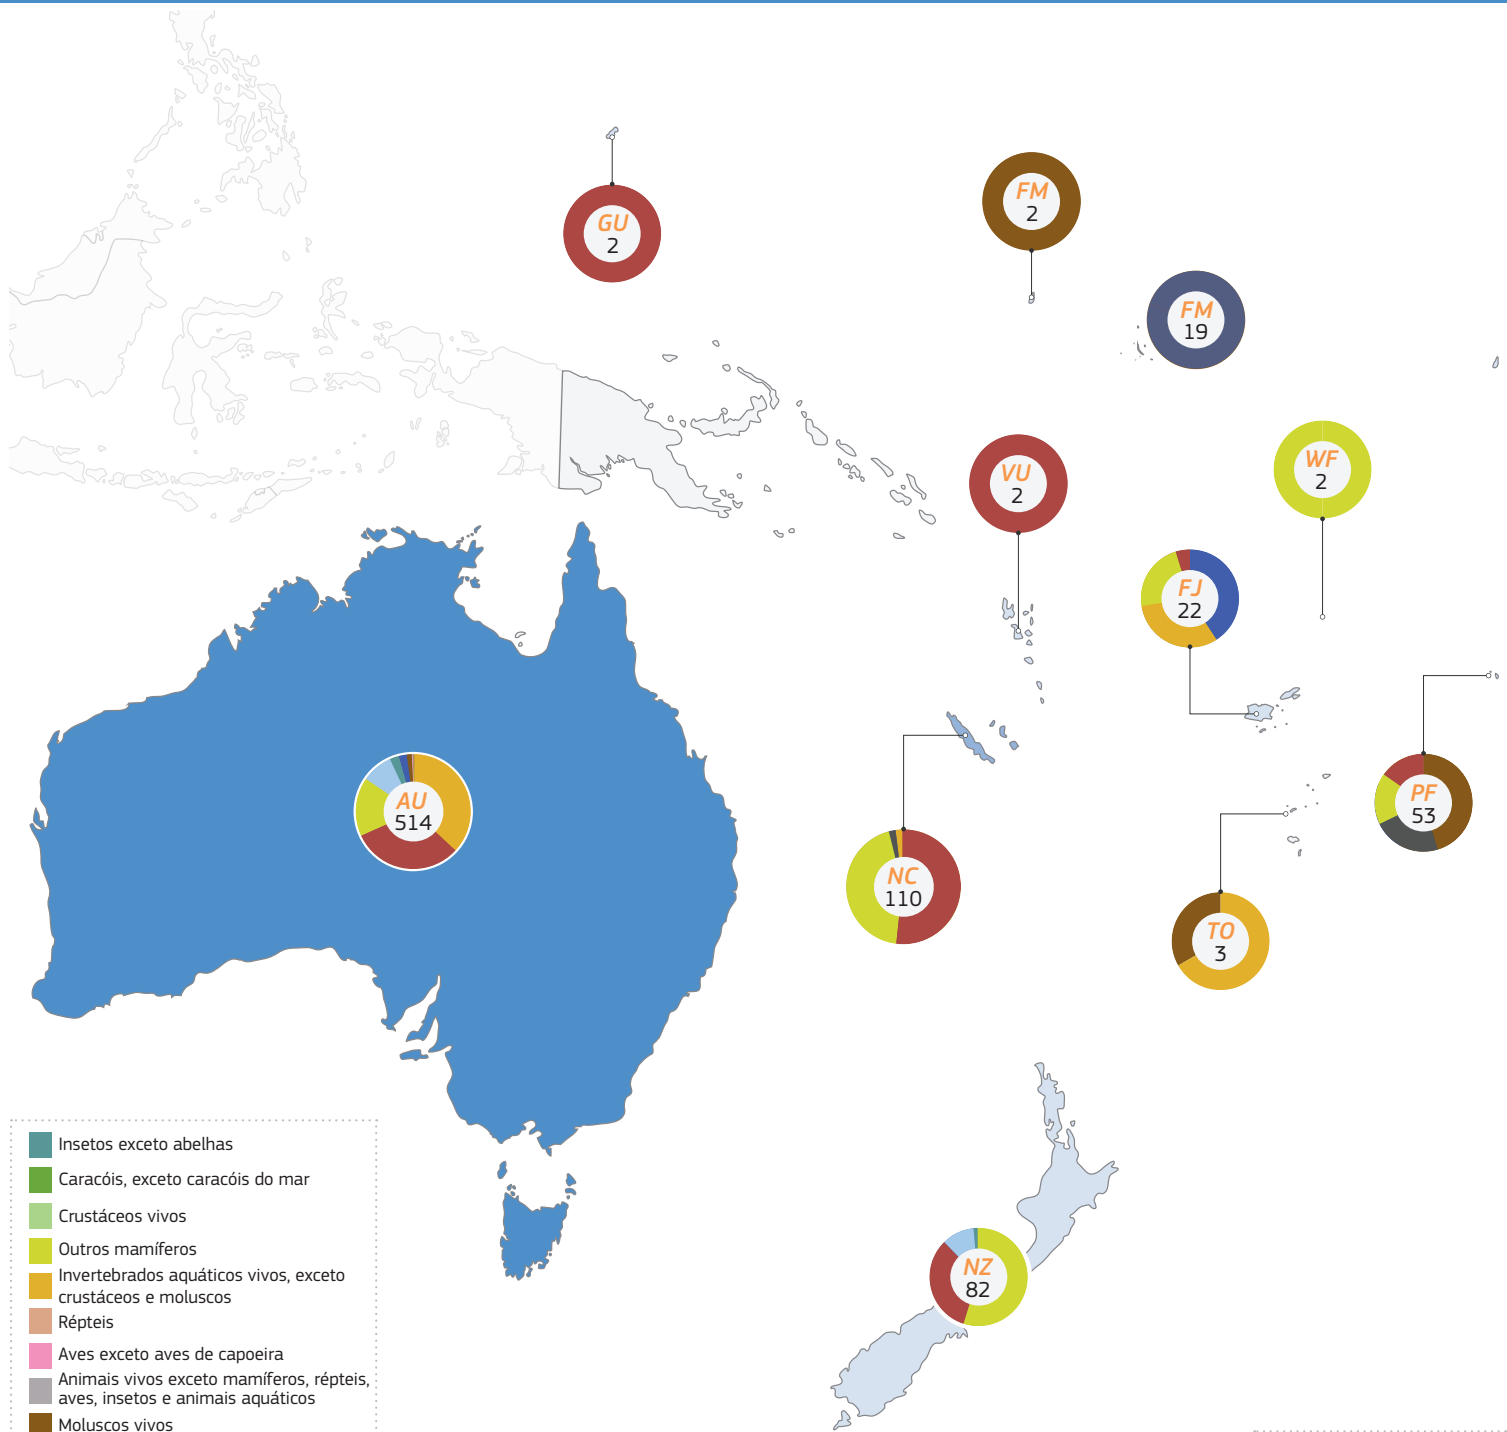 GU
2
FM
2
FM
19
VU
2
WF
2
FJ
22
PF
53
AU
514
NC
110
TO
3
NZ
82
Insetos exceto abelhas
Caracóis, exceto caracóis do mar
Crustáceos vivos
Outros mamíferos
Invertebrados aquáticos vivos, exceto
crustáceos e moluscos
Répteis
Aves exceto aves de capoeira
Animais vivos exceto mamíferos, répteis,
aves, insetos e animais aquáticos
Moluscos vivos